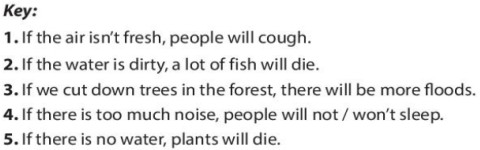 Key:
1. If the air isn't fresh, people will cough.
2. If the water is dirty, a lot of fish will die.
3. If we cut down trees in the forest, there will be more floods.
4. If there is too much noise, people will not / won't sleep.
5. If there is no water, plants will die.